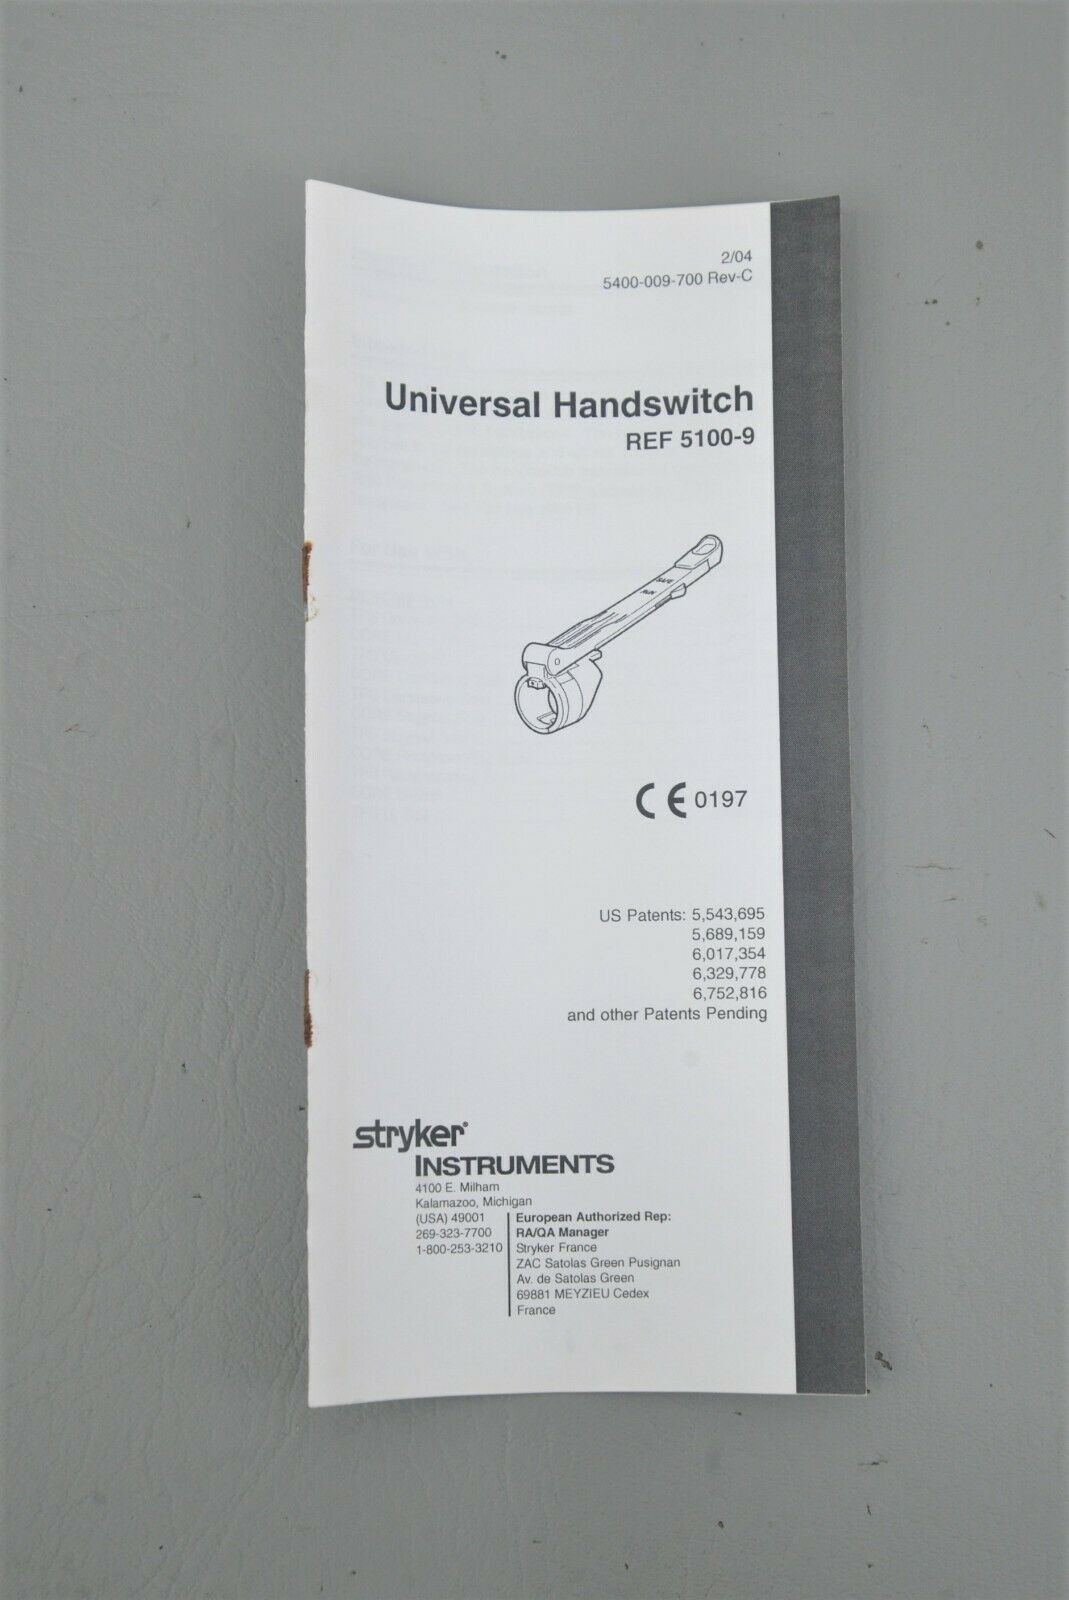 2/04
5400-009-700 Rev-C
Universal Handswitch
REF 5100-9
SAFE
RUN
CE 0197
US Patents: 5,543,695
5,689,159
6,017,354
6,329,778
6,752,816
and other Patents Pending
stryker®
INSTRUMENTS
4100 E. Milham
Kalamazoo, Michigan
(USA) 49001
269-323-7700
1-800-253-3210
European Authorized Rep:
RA/QA Manager
Stryker France
ZAC Satolas Green Pusignan
Av. de Satolas Green
69881 MEYZIEU Cedex
France